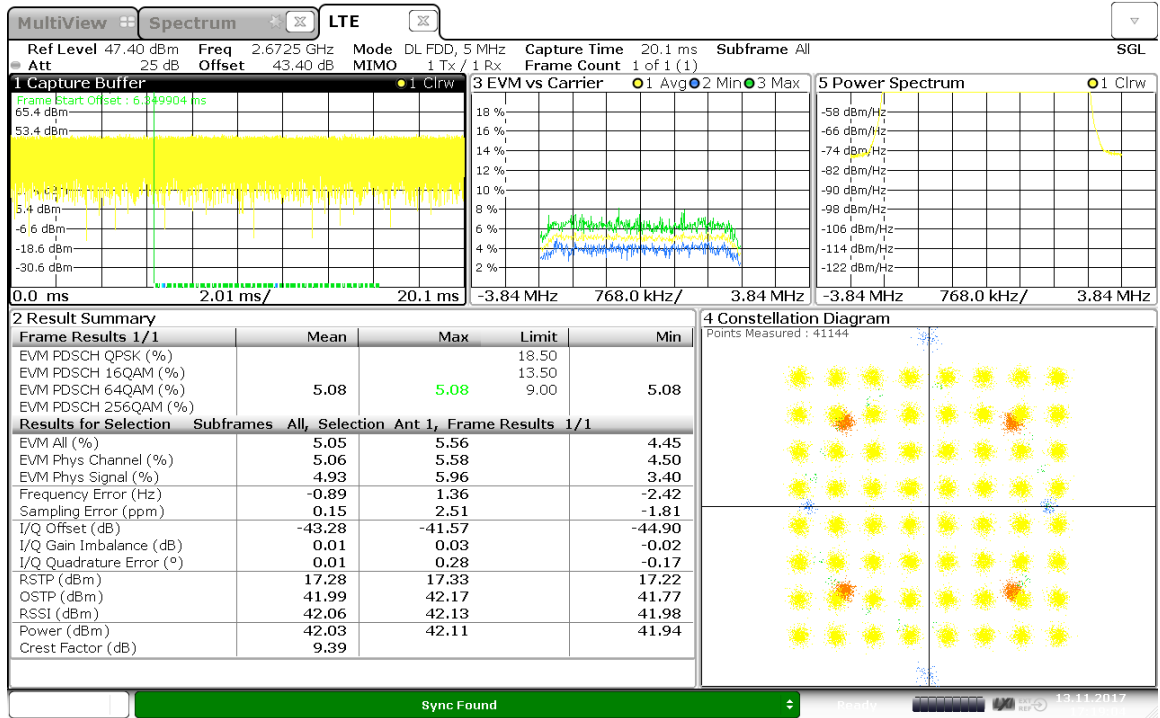 MultiView Spectrum LTE
Ref Level 47.40 dBm Freq 2.6725 GHz Mode DL FDD, 5 MHz Capture Time 20.1 ms Subframe All SGL
Att 25 dB Offset 43.40 dB MIMO 1 Tx / 1 Rx Frame Count 1 of 1 (1)
1 Capture Buffer 1 Clrw
Frame Start Offset : 6.349904 ms
65.4 dBm
53.4 dBm
5.4 dBm
-6.6 dBm
-18.6 dBm
-30.6 dBm
0.0 ms 2.01 ms/ 20.1 ms
3 EVM vs Carrier 1 Avg 2 Min 3 Max
18 %
16 %
14 %
12 %
10 %
8 %
6 %
4 %
2 %
-3.84 MHz 768.0 kHz/ 3.84 MHz
5 Power Spectrum 1 Clrw
-58 dBm/Hz
-66 dBm/Hz
-74 dBm/Hz
-82 dBm/Hz
-90 dBm/Hz
-98 dBm/Hz
-106 dBm/Hz
-114 dBm/Hz
-122 dBm/Hz
-3.84 MHz 768.0 kHz/ 3.84 MHz
2 Result Summary
Frame Results 1/1 Mean Max Limit Min
EVM PDSCH QPSK (%) 18.50
EVM PDSCH 16QAM (%) 13.50
EVM PDSCH 64QAM (%) 5.08 5.08 9.00 5.08
EVM PDSCH 256QAM (%)
Results for Selection Subframes All, Selection Ant 1, Frame Results 1/1
EVM All (%) 5.05 5.56 4.45
EVM Phys Channel (%) 5.06 5.58 4.50
EVM Phys Signal (%) 4.93 5.96 3.40
Frequency Error (Hz) -0.89 1.36 -2.42
Sampling Error (ppm) 0.15 2.51 -1.81
I/Q Offset (dB) -43.28 -41.57 -44.90
I/Q Gain Imbalance (dB) 0.01 0.03 -0.02
I/Q Quadrature Error (º) 0.01 0.28 -0.17
RSTP (dBm) 17.28 17.33 17.22
OSTP (dBm) 41.99 42.17 41.77
RSSI (dBm) 42.06 42.13 41.98
Power (dBm) 42.03 42.11 41.94
Crest Factor (dB) 9.39
4 Constellation Diagram
Points Measured : 41144
Sync Found
Ready
13.11.2017